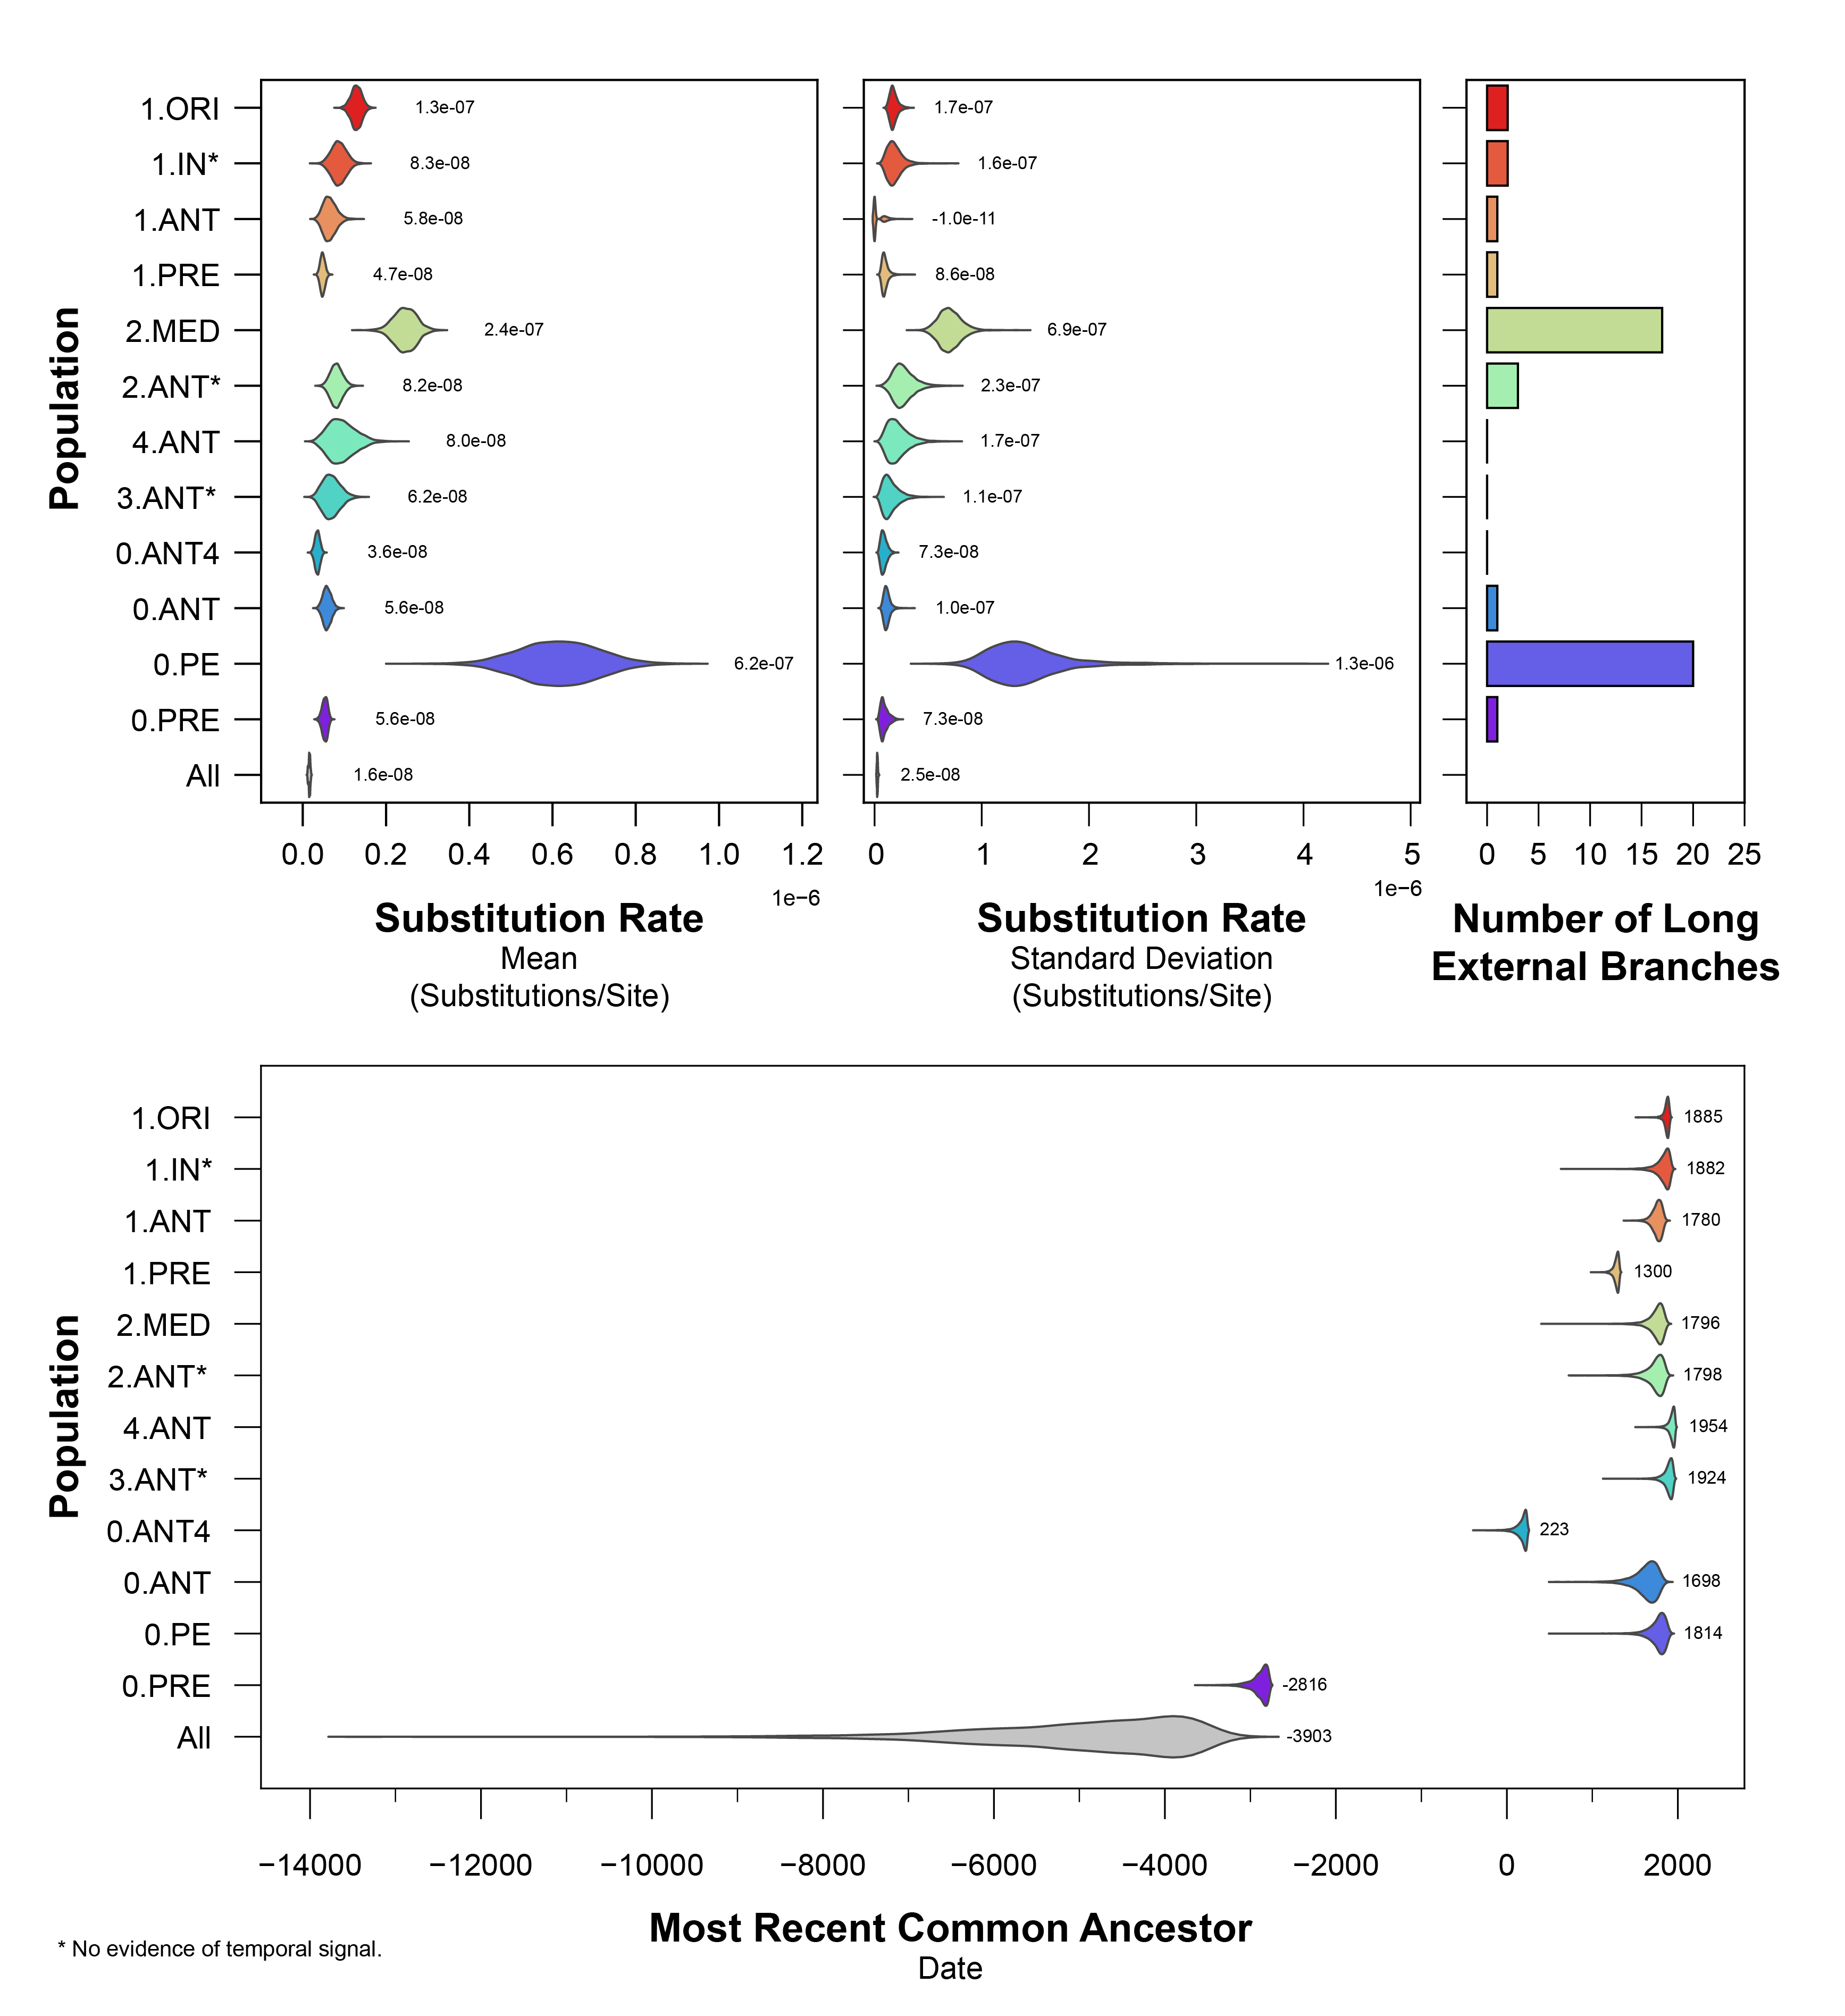 Population
1.ORI
1.3e-07
1.7e-07
1.IN*
8.3e-08
1.6e-07
1.ANT
5.8e-08
-1.0e-11
1.PRE
4.7e-08
8.6e-08
2.MED
2.4e-07
6.9e-07
2.ANT*
8.2e-08
2.3e-07
4.ANT
8.0e-08
1.7e-07
3.ANT*
6.2e-08
1.1e-07
0.ANT4
3.6e-08
7.3e-08
0.ANT
5.6e-08
1.0e-07
0.PE
6.2e-07
1.3e-06
0.PRE
5.6e-08
7.3e-08
All
1.6e-08
2.5e-08
0.0 0.2 0.4 0.6 0.8 1.0 1.2
1e−6
Substitution Rate
Mean
(Substitutions/Site)
0 1 2 3 4 5
1e−6
Substitution Rate
Standard Deviation
(Substitutions/Site)
0 5 10 15 20 25
Number of Long
External Branches
Population
1.ORI
1885
1.IN*
1882
1.ANT
1780
1.PRE
1300
2.MED
1796
2.ANT*
1798
4.ANT
1954
3.ANT*
1924
0.ANT4
223
0.ANT
1698
0.PE
1814
0.PRE
-2816
All
-3903
−14000 −12000 −10000 −8000 −6000 −4000 −2000 0 2000
Most Recent Common Ancestor
Date
* No evidence of temporal signal.